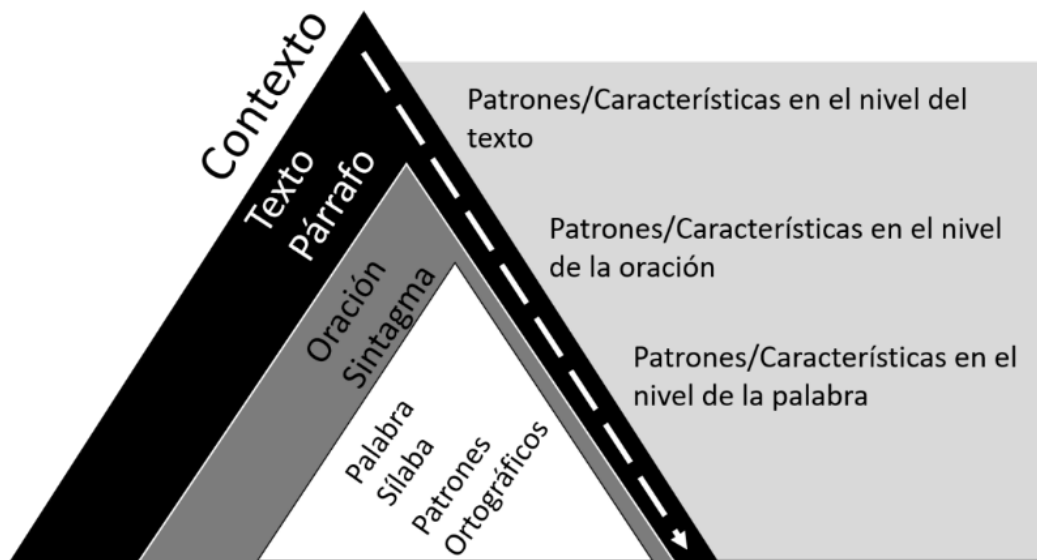 Contexto
Texto
Párrafo
Oración
Sintagma
Palabra
Sílaba
Patrones
Ortográficos
Patrones/Características en el nivel del
texto
Patrones/Características en el nivel
de la oración
Patrones/Características en el
nivel de la palabra